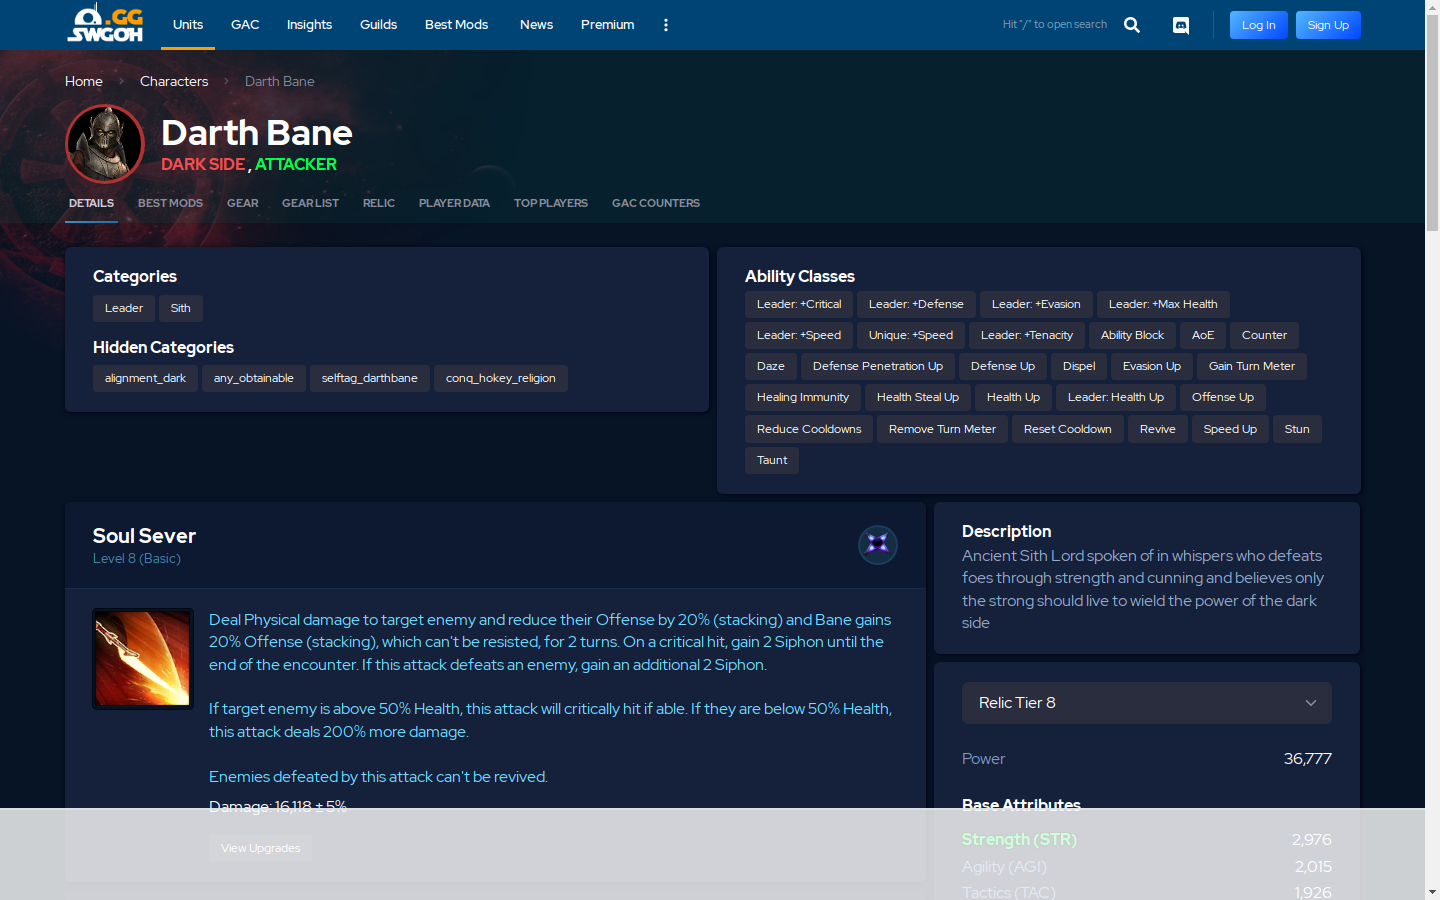 .GG
SWGOH
Units
GAC
Insights
Guilds
Best Mods
News
Premium
Hit "/" to open search
Log In
Sign Up
Home
Characters
Darth Bane
Darth Bane
DARK SIDE , ATTACKER
DETAILS
BEST MODS
GEAR
GEAR LIST
RELIC
PLAYER DATA
TOP PLAYERS
GAC COUNTERS
Categories
Leader
Sith
Hidden Categories
alignment_dark
any_obtainable
selftag_darthbane
conq_hokey_religion
Ability Classes
Leader: +Critical
Leader: +Defense
Leader: +Evasion
Leader: +Max Health
Leader: +Speed
Unique: +Speed
Leader: +Tenacity
Ability Block
AoE
Counter
Daze
Defense Penetration Up
Defense Up
Dispel
Evasion Up
Gain Turn Meter
Healing Immunity
Health Steal Up
Health Up
Leader: Health Up
Offense Up
Reduce Cooldowns
Remove Turn Meter
Reset Cooldown
Revive
Speed Up
Stun
Taunt
Soul Sever
Level 8 (Basic)
Deal Physical damage to target enemy and reduce their Offense by 20% (stacking) and Bane gains
20% Offense (stacking), which can't be resisted, for 2 turns. On a critical hit, gain 2 Siphon until the
end of the encounter. If this attack defeats an enemy, gain an additional 2 Siphon.
If target enemy is above 50% Health, this attack will critically hit if able. If they are below 50% Health,
this attack deals 200% more damage.
Enemies defeated by this attack can't be revived.
Damage: 16,118 ± 5%
View Upgrades
Description
Ancient Sith Lord spoken of in whispers who defeats
foes through strength and cunning and believes only
the strong should live to wield the power of the dark
side
Relic Tier 8
Power 36,777
Base Attributes
Strength (STR) 2,976
Agility (AGI) 2,015
Tactics (TAC) 1,926